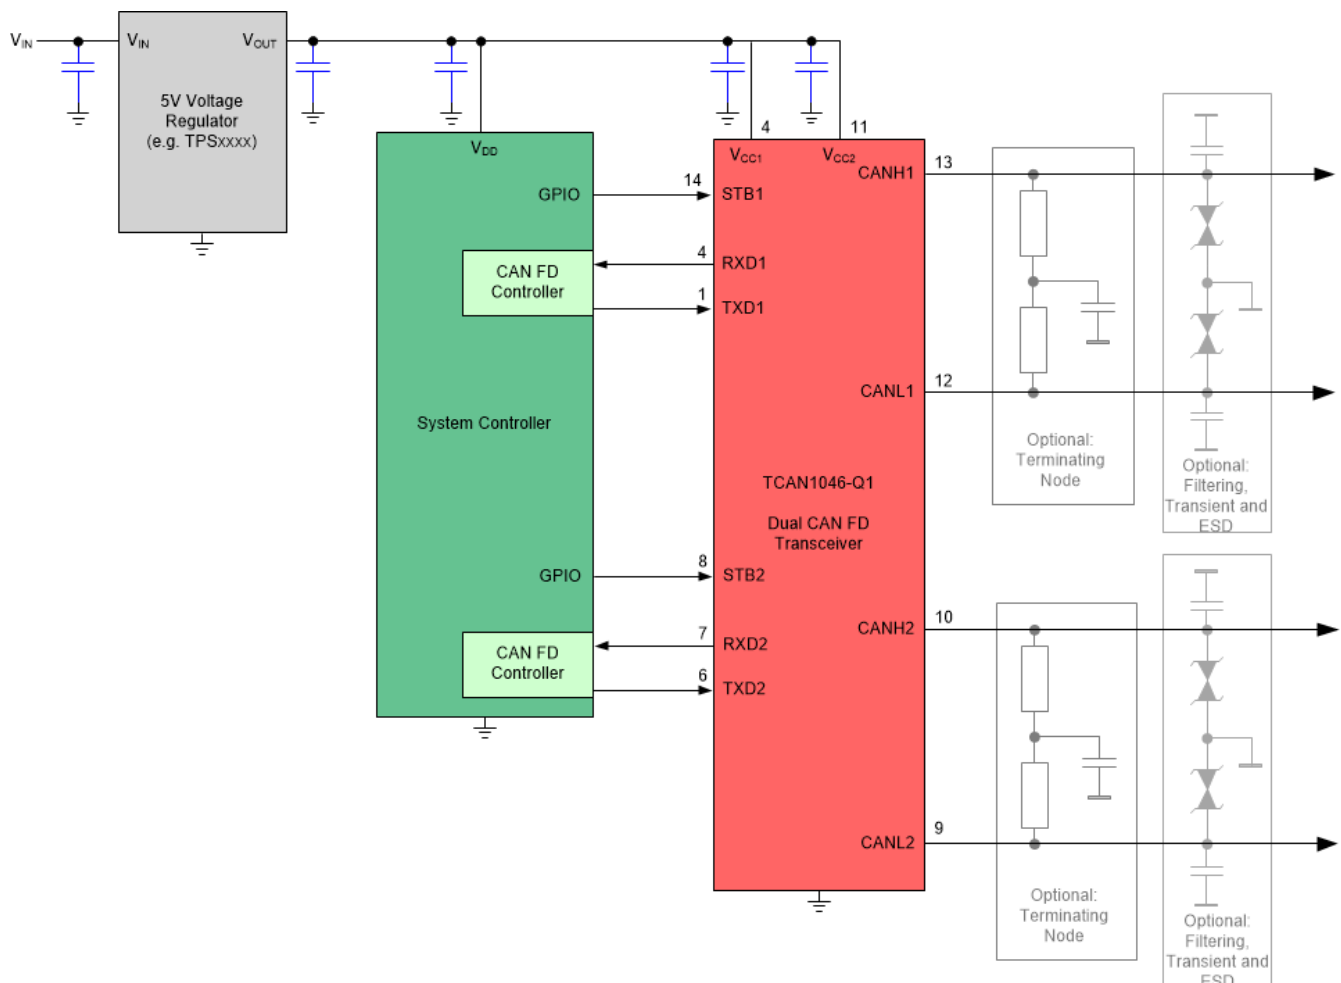 VIN
VIN
VOUT
5V Voltage
Regulator
(e.g. TPSxxxx)
VDD
GPIO
CAN FD
Controller
System Controller
GPIO
CAN FD
Controller
14
4
1
8
7
6
4
11
VCC1
VCC2
STB1
RXD1
TXD1
CANH1
CANL1
TCAN1046-Q1
Dual CAN FD
Transceiver
STB2
RXD2
TXD2
CANH2
CANL2
13
12
10
9
Optional:
Terminating
Node
Optional:
Filtering,
Transient and
ESD
Optional:
Terminating
Node
Optional:
Filtering,
Transient and
ESD